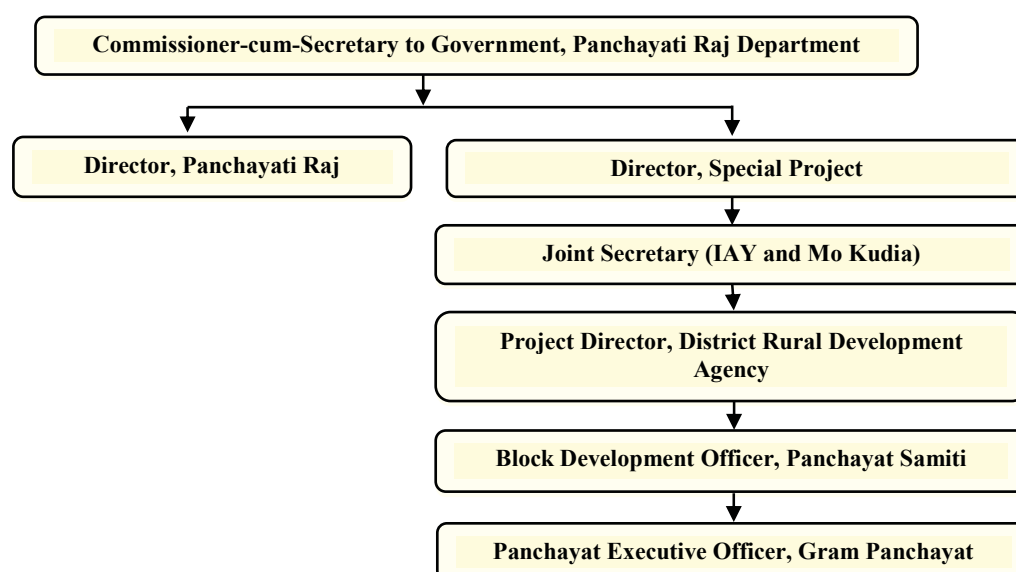 Commissioner-cum-Secretary to Government, Panchayati Raj Department
Director, Panchayati Raj
Director, Special Project
Joint Secretary (IAY and Mo Kudia)
Project Director, District Rural Development
Agency
Block Development Officer, Panchayat Samiti
Panchayat Executive Officer, Gram Panchayat